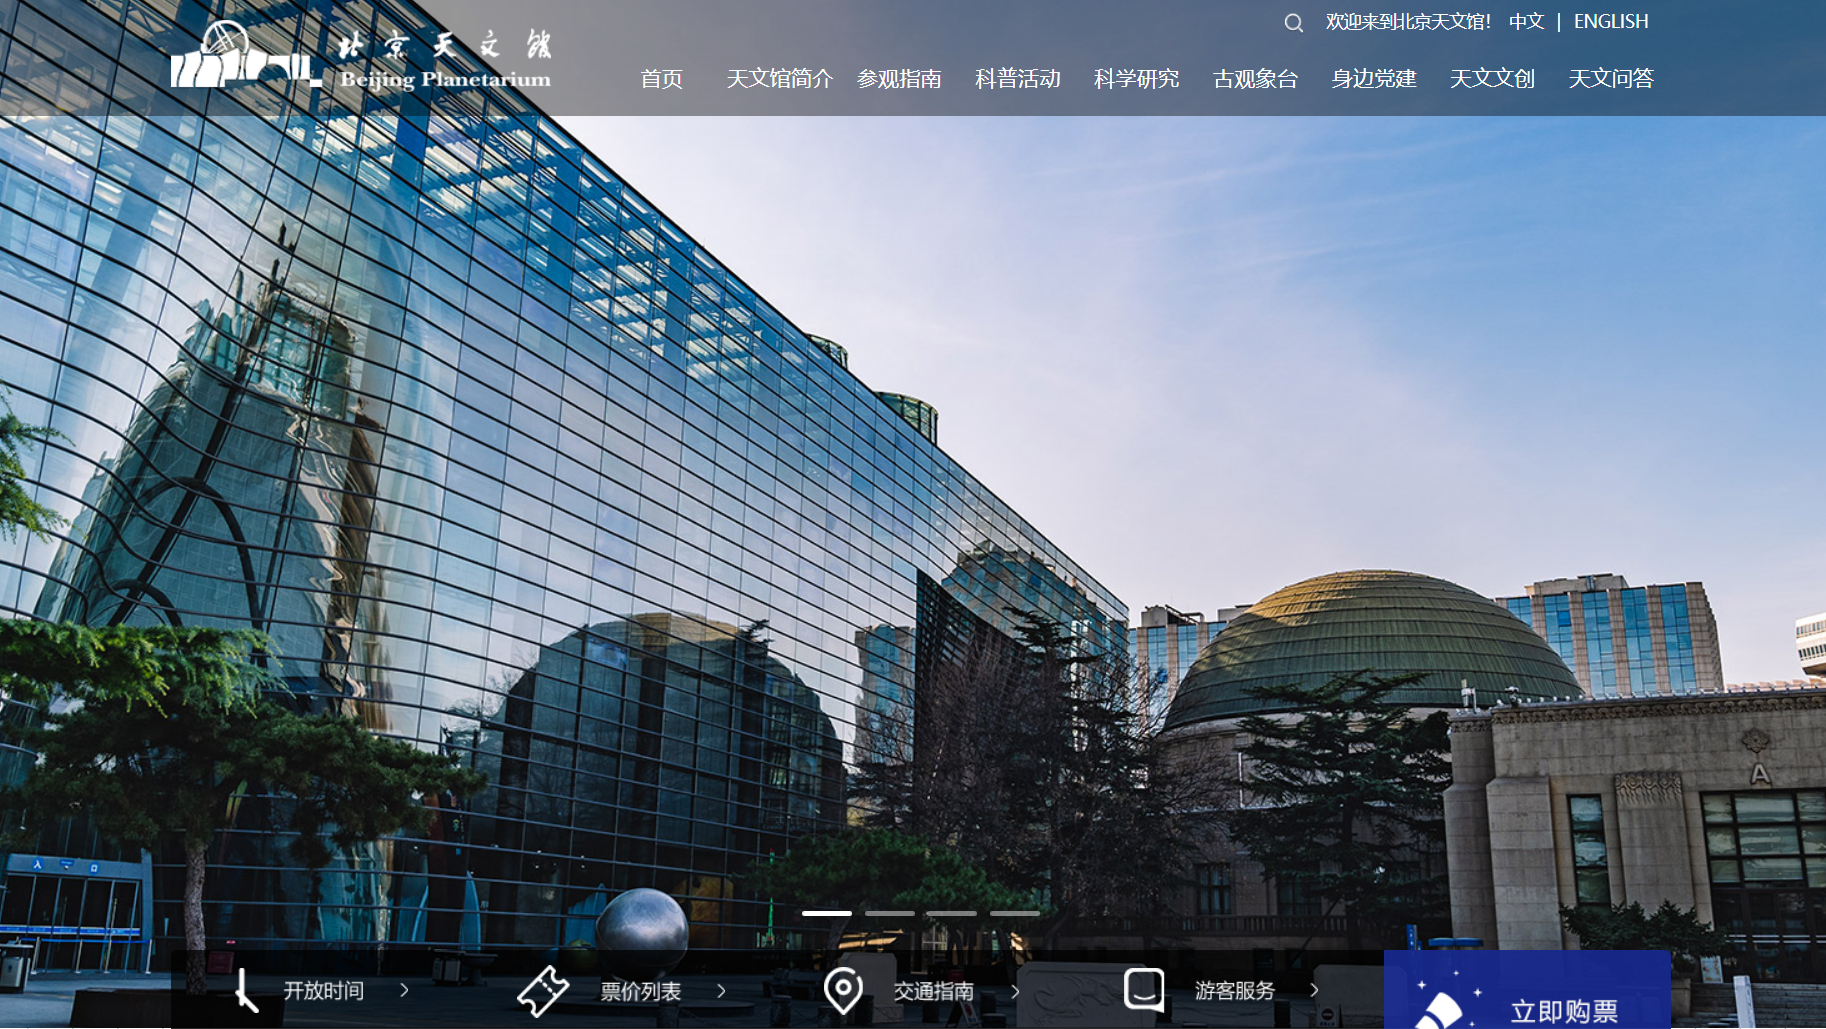 欢迎来到北京天文馆! 中文 | ENGLISH
北京天文馆
Beijing Planetarium
首页 天文馆简介 参观指南 科普活动 科学研究 古观象台 身边党建 天文文创 天文问答
A
开放时间 票价列表 交通指南 游客服务 立即购票